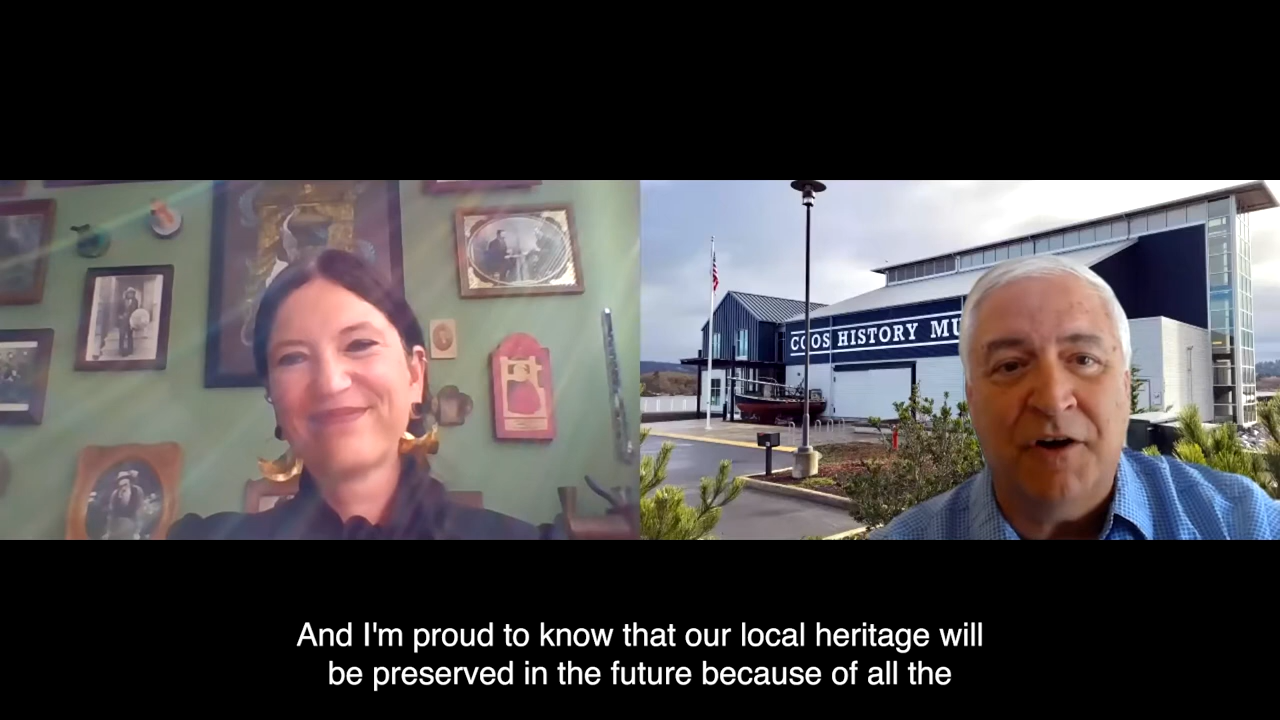 COOS HISTORY MU
And I'm proud to know that our local heritage will
be preserved in the future because of all the